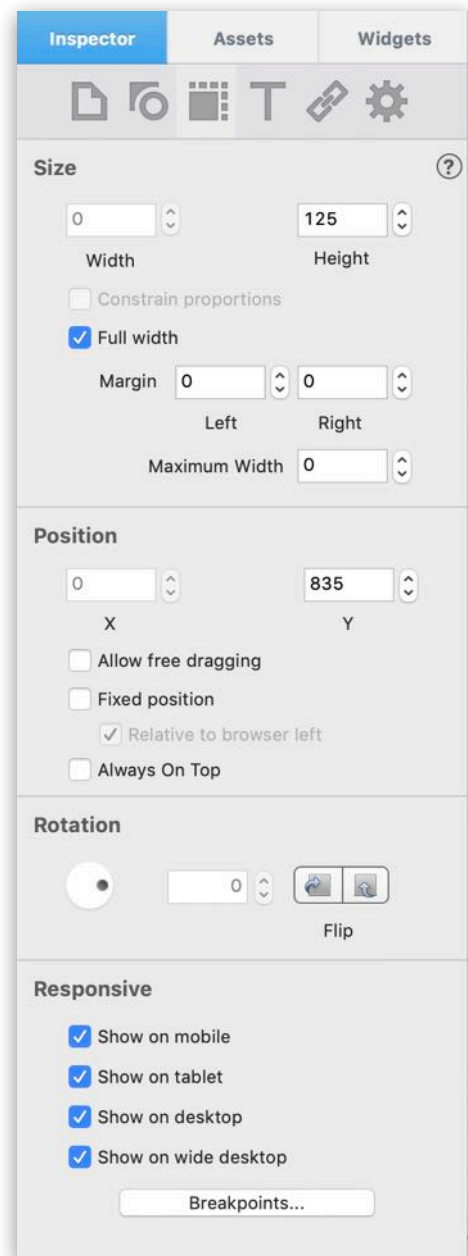 Inspector Assets Widgets
Size ?
0 125
Width Height
Constrain proportions
Full width
Margin 0 0
Left Right
Maximum Width 0
Position
0 835
X Y
Allow free dragging
Fixed position
Relative to browser left
Always On Top
Rotation
0
Flip
Responsive
Show on mobile
Show on tablet
Show on desktop
Show on wide desktop
Breakpoints...